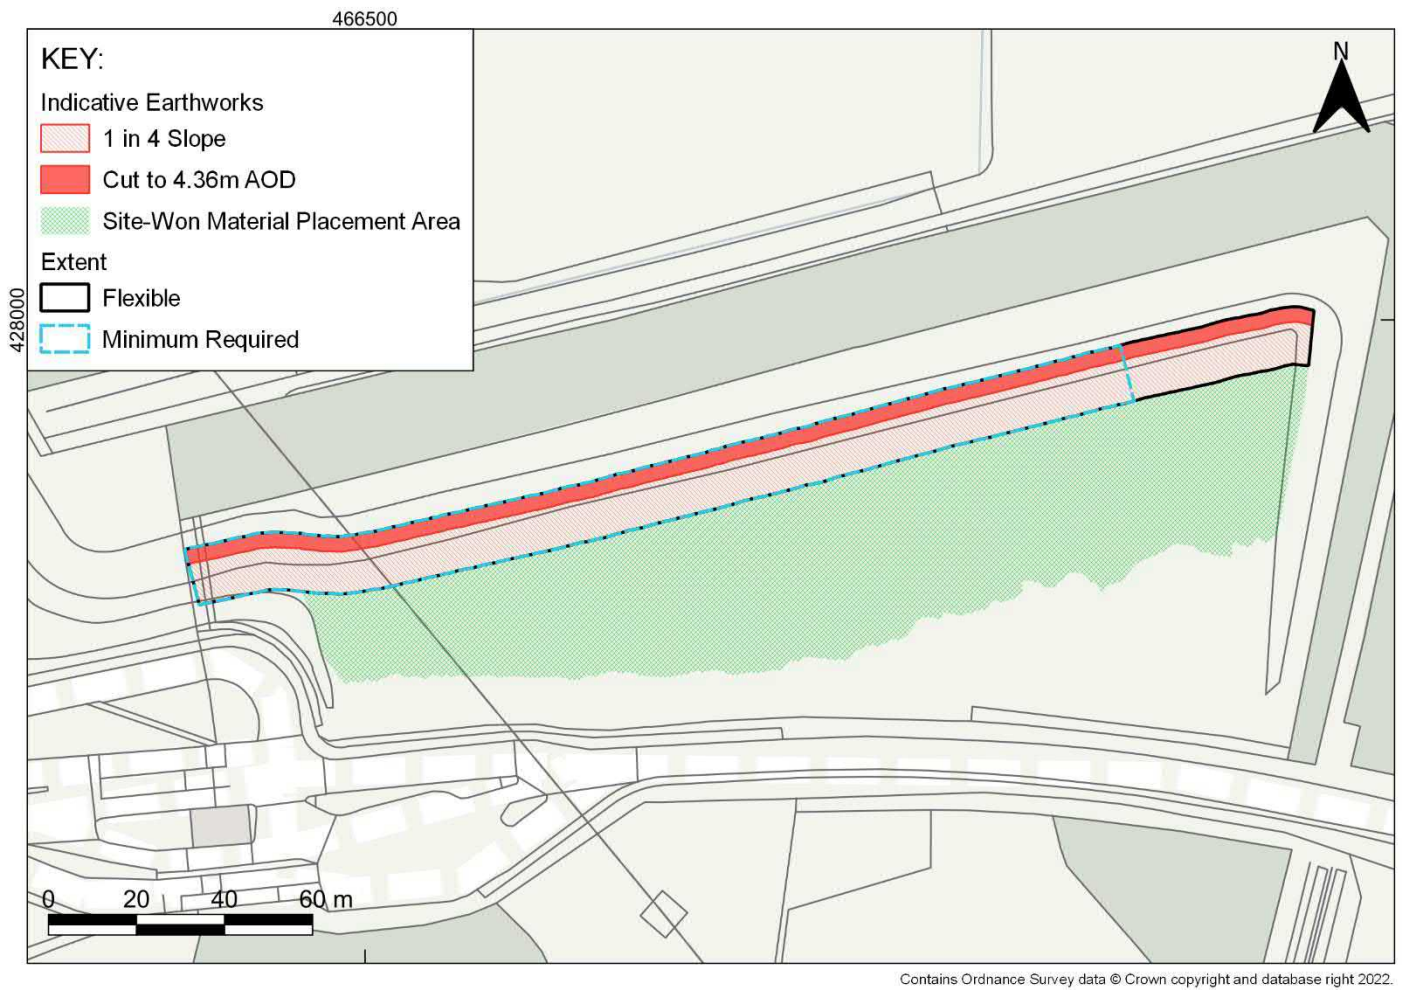 466500
KEY:
Indicative Earthworks
1 in 4 Slope
Cut to 4.36m AOD
Site-Won Material Placement Area
Extent
Flexible
Minimum Required
428000
N
0 20 40 60 m
Contains Ordnance Survey data © Crown copyright and database right 2022.